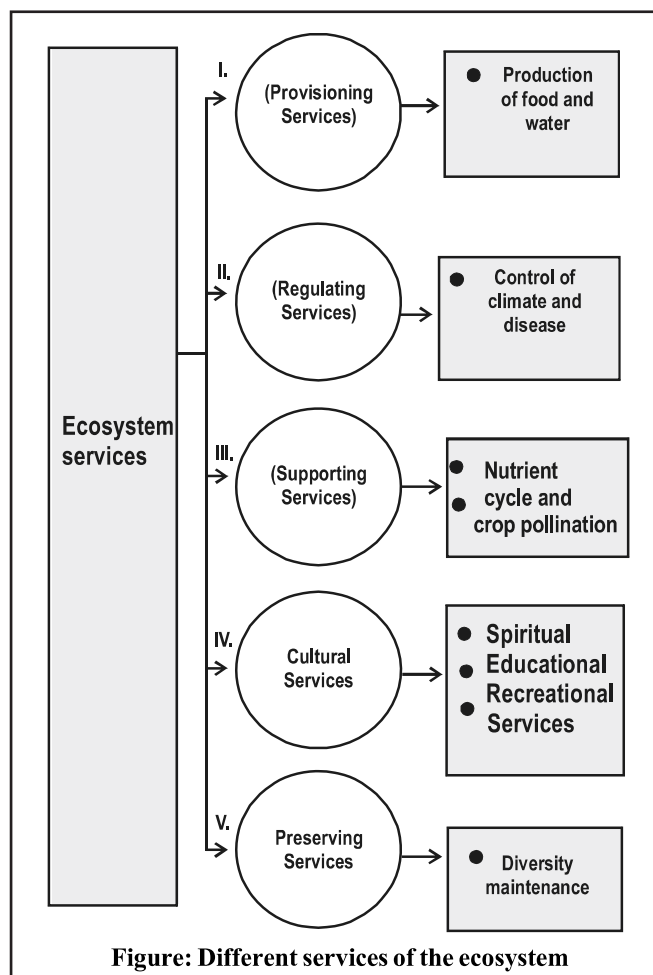 Ecosystem
services
I.
(Provisioning
Services)
● Production
of food and
water
II.
(Regulating
Services)
● Control of
climate and
disease
III.
(Supporting
Services)
● Nutrient
● cycle and
crop pollination
IV.
Cultural
Services
● Spiritual
● Educational
● Recreational
Services
V.
Preserving
Services
● Diversity
maintenance
Figure: Different services of the ecosystem